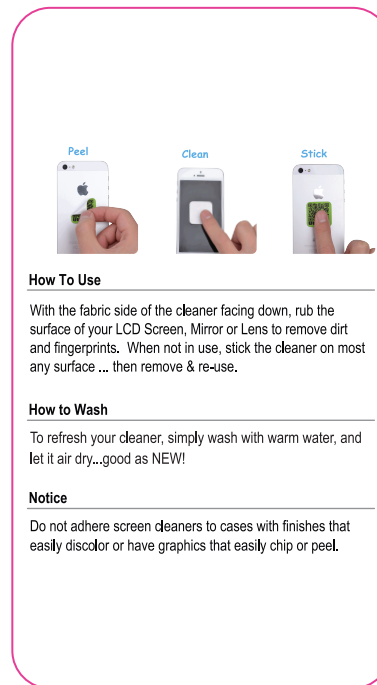 Peel
Clean
Stick
How To Use
With the fabric side of the cleaner facing down, rub the
surface of your LCD Screen, Mirror or Lens to remove dirt
and fingerprints.  When not in use, stick the cleaner on most
any surface ... then remove & re-use.
How to Wash
To refresh your cleaner, simply wash with warm water, and
let it air dry...good as NEW!
Notice
Do not adhere screen cleaners to cases with finishes that
easily discolor or have graphics that easily chip or peel.